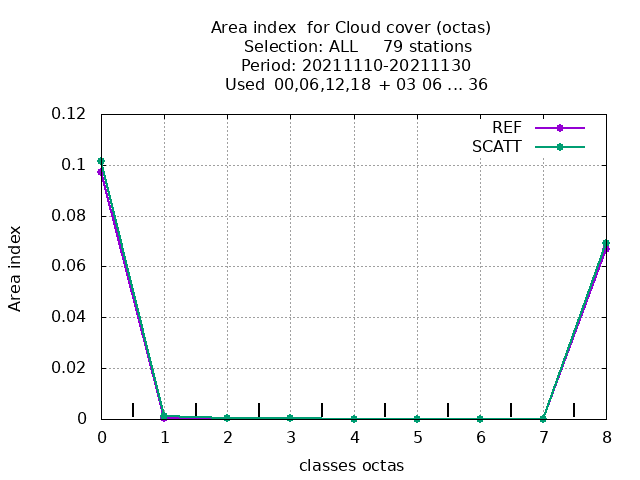 Area index  for Cloud cover (octas)
Selection: ALL     79 stations
Period: 20211110-20211130
Used  00,06,12,18  + 03 06 ... 36
REF
SCATT
0.12
0.1
0.08
0.06
0.04
0.02
0
Area index
0 1 2 3 4 5 6 7 8
classes octas